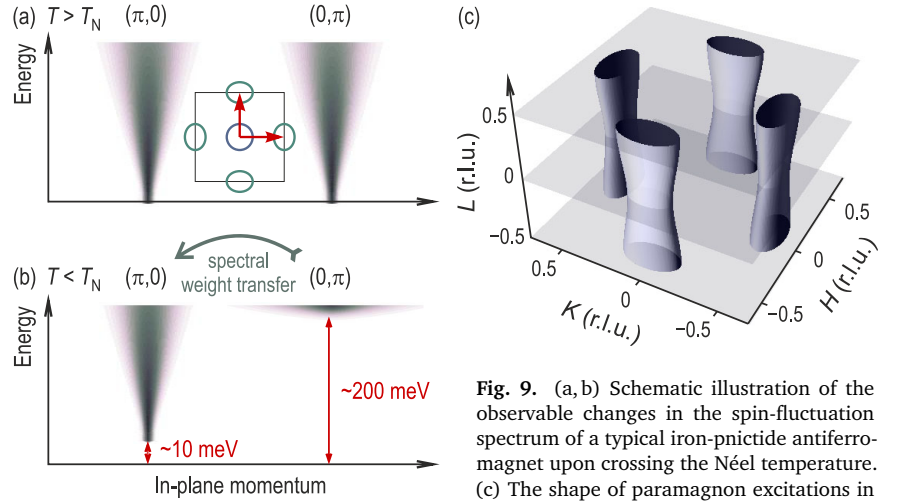 (a) T > T_N (π,0) (0,π)
Energy
(b) T < T_N (π,0) (0,π)
spectral
weight transfer
Energy
~10 meV
~200 meV
In-plane momentum
(c)
L (r.l.u.)
0.5
0
−0.5
0.5
0
−0.5
K (r.l.u.)
−0.5
0
0.5
H (r.l.u.)
Fig. 9. (a, b) Schematic illustration of the
observable changes in the spin-fluctuation
spectrum of a typical iron-pnictide antiferro-
magnet upon crossing the Néel temperature.
(c) The shape of paramagnon excitations in